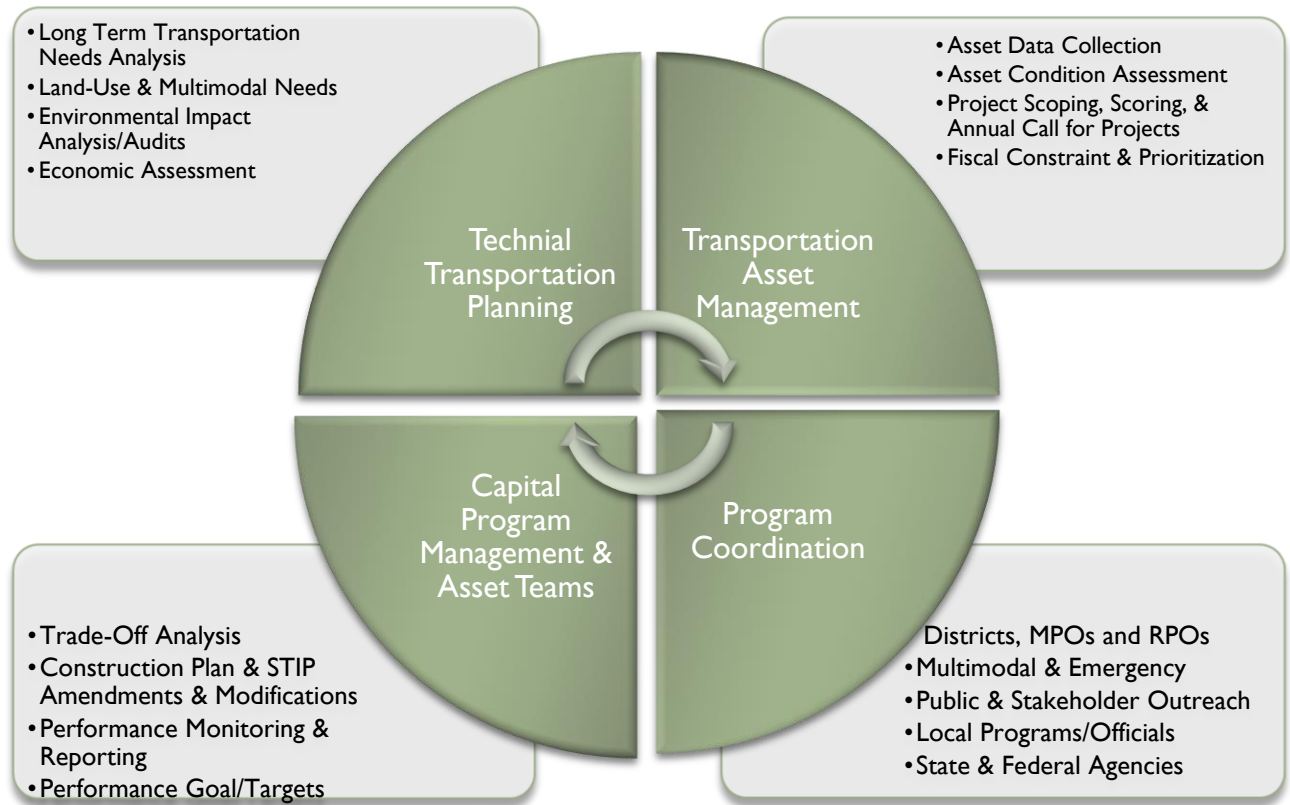 • Long Term Transportation
Needs Analysis
• Land-Use & Multimodal Needs
• Environmental Impact
Analysis/Audits
• Economic Assessment
• Asset Data Collection
• Asset Condition Assessment
• Project Scoping, Scoring, &
Annual Call for Projects
• Fiscal Constraint & Prioritization
Technial
Transportation
Planning
Transportation
Asset
Management
Capital
Program
Management &
Asset Teams
Program
Coordination
• Trade-Off Analysis
• Construction Plan & STIP
Amendments & Modifications
• Performance Monitoring &
Reporting
• Performance Goal/Targets
Districts, MPOs and RPOs
• Multimodal & Emergency
• Public & Stakeholder Outreach
• Local Programs/Officials
• State & Federal Agencies